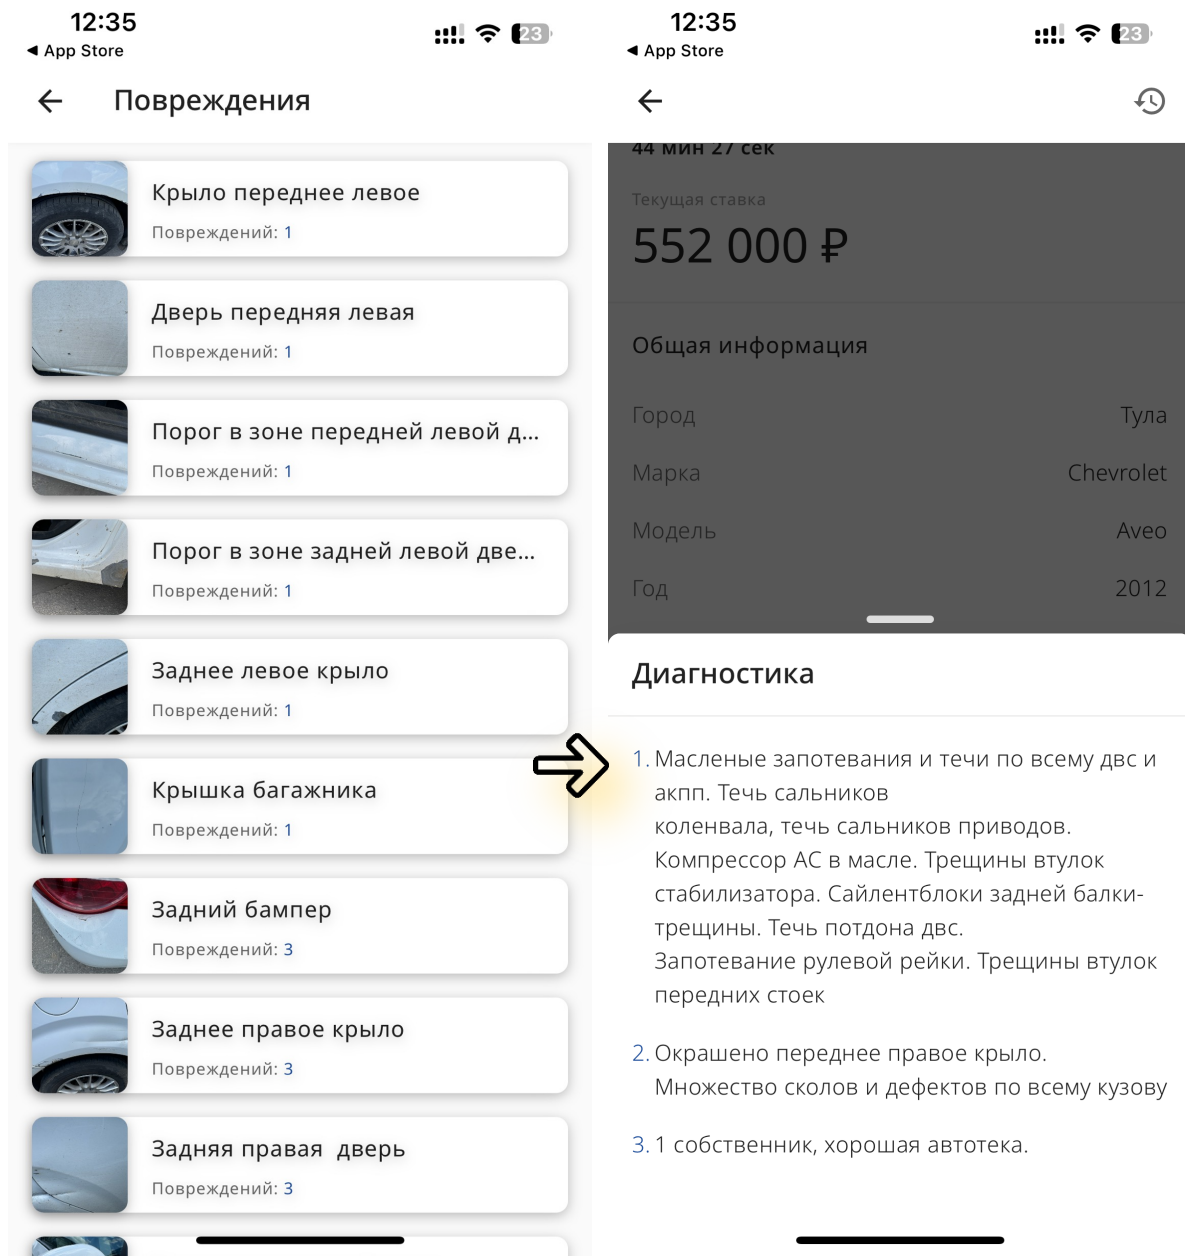 12:35
23
◀ App Store
Повреждения
Крыло переднее левое
Повреждений: 1
Дверь передняя левая
Повреждений: 1
Порог в зоне передней левой д...
Повреждений: 1
Порог в зоне задней левой две...
Повреждений: 1
Заднее левое крыло
Повреждений: 1
Крышка багажника
Повреждений: 1
Задний бампер
Повреждений: 3
Заднее правое крыло
Повреждений: 3
Задняя правая  дверь
Повреждений: 3
12:35
23
◀ App Store
44 мин 27 сек
Текущая ставка
552 000 ₽
Общая информация
Город Тула
Марка Chevrolet
Модель Aveo
Год 2012
Диагностика
1. Масленые запотевания и течи по всему двс и
акпп. Течь сальников
коленвала, течь сальников приводов.
Компрессор АС в масле. Трещины втулок
стабилизатора. Сайлентблоки задней балки-
трещины. Течь потдона двс.
Запотевание рулевой рейки. Трещины втулок
передних стоек
2. Окрашено переднее правое крыло.
Множество сколов и дефектов по всему кузову
3. 1 собственник, хорошая автотека.